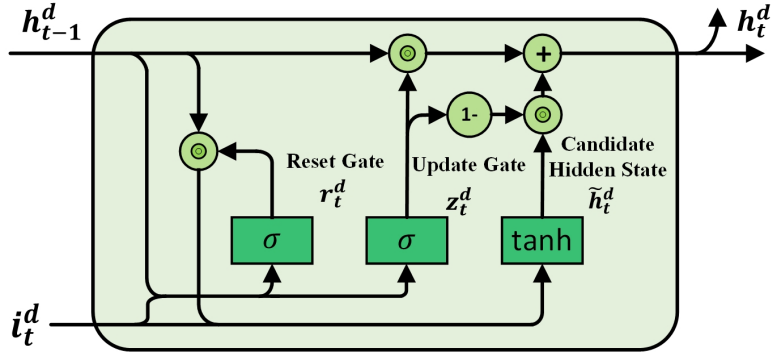 h_{t-1}^d
h_t^d
+
1-
Candidate
Reset Gate
Update Gate
Hidden State
r_t^d
z_t^d
h̃_t^d
σ
σ
tanh
i_t^d